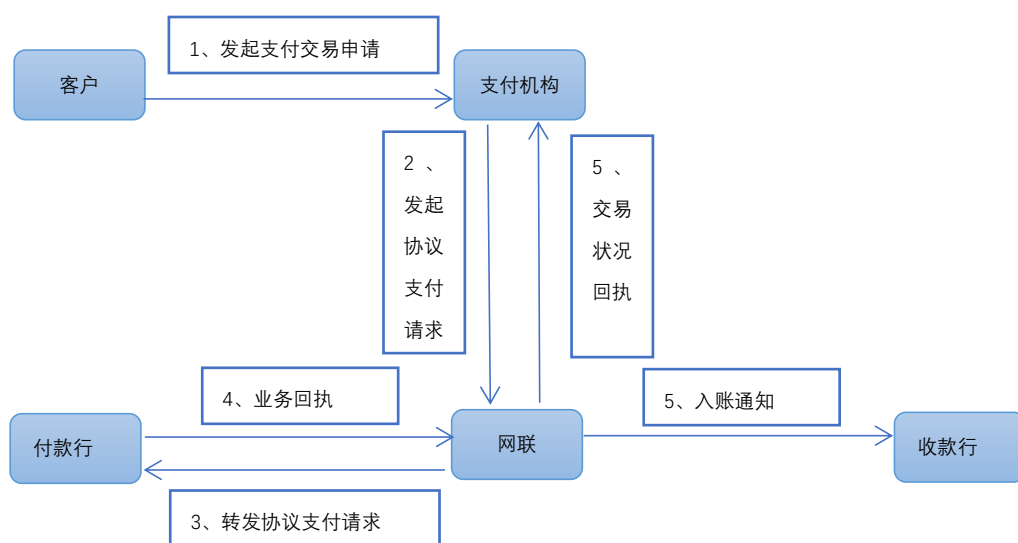 1、发起支付交易申请
客户
支付机构
2、
发起
协议
支付
请求
5、
交易
状况
回执
4、业务回执
5、入账通知
付款行
网联
收款行
3、转发协议支付请求